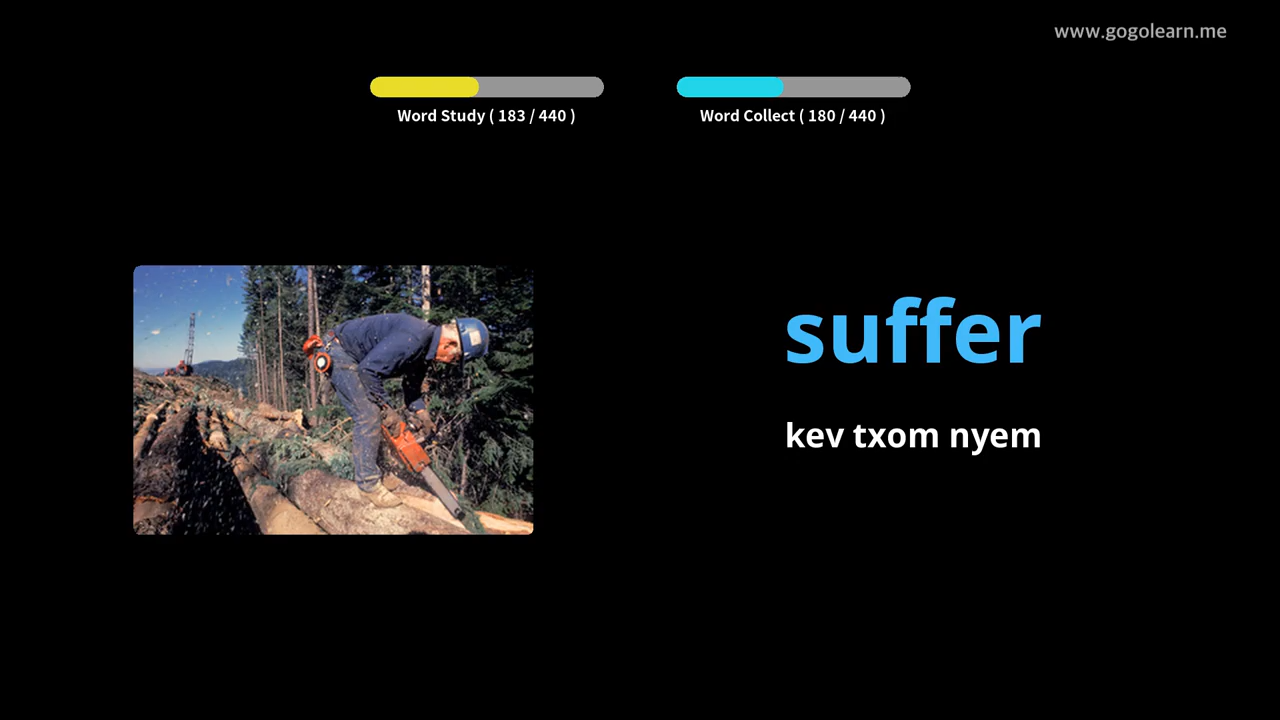 www.gogolearn.me
Word Study ( 183 / 440 )
Word Collect ( 180 / 440 )
suffer
kev txom nyem